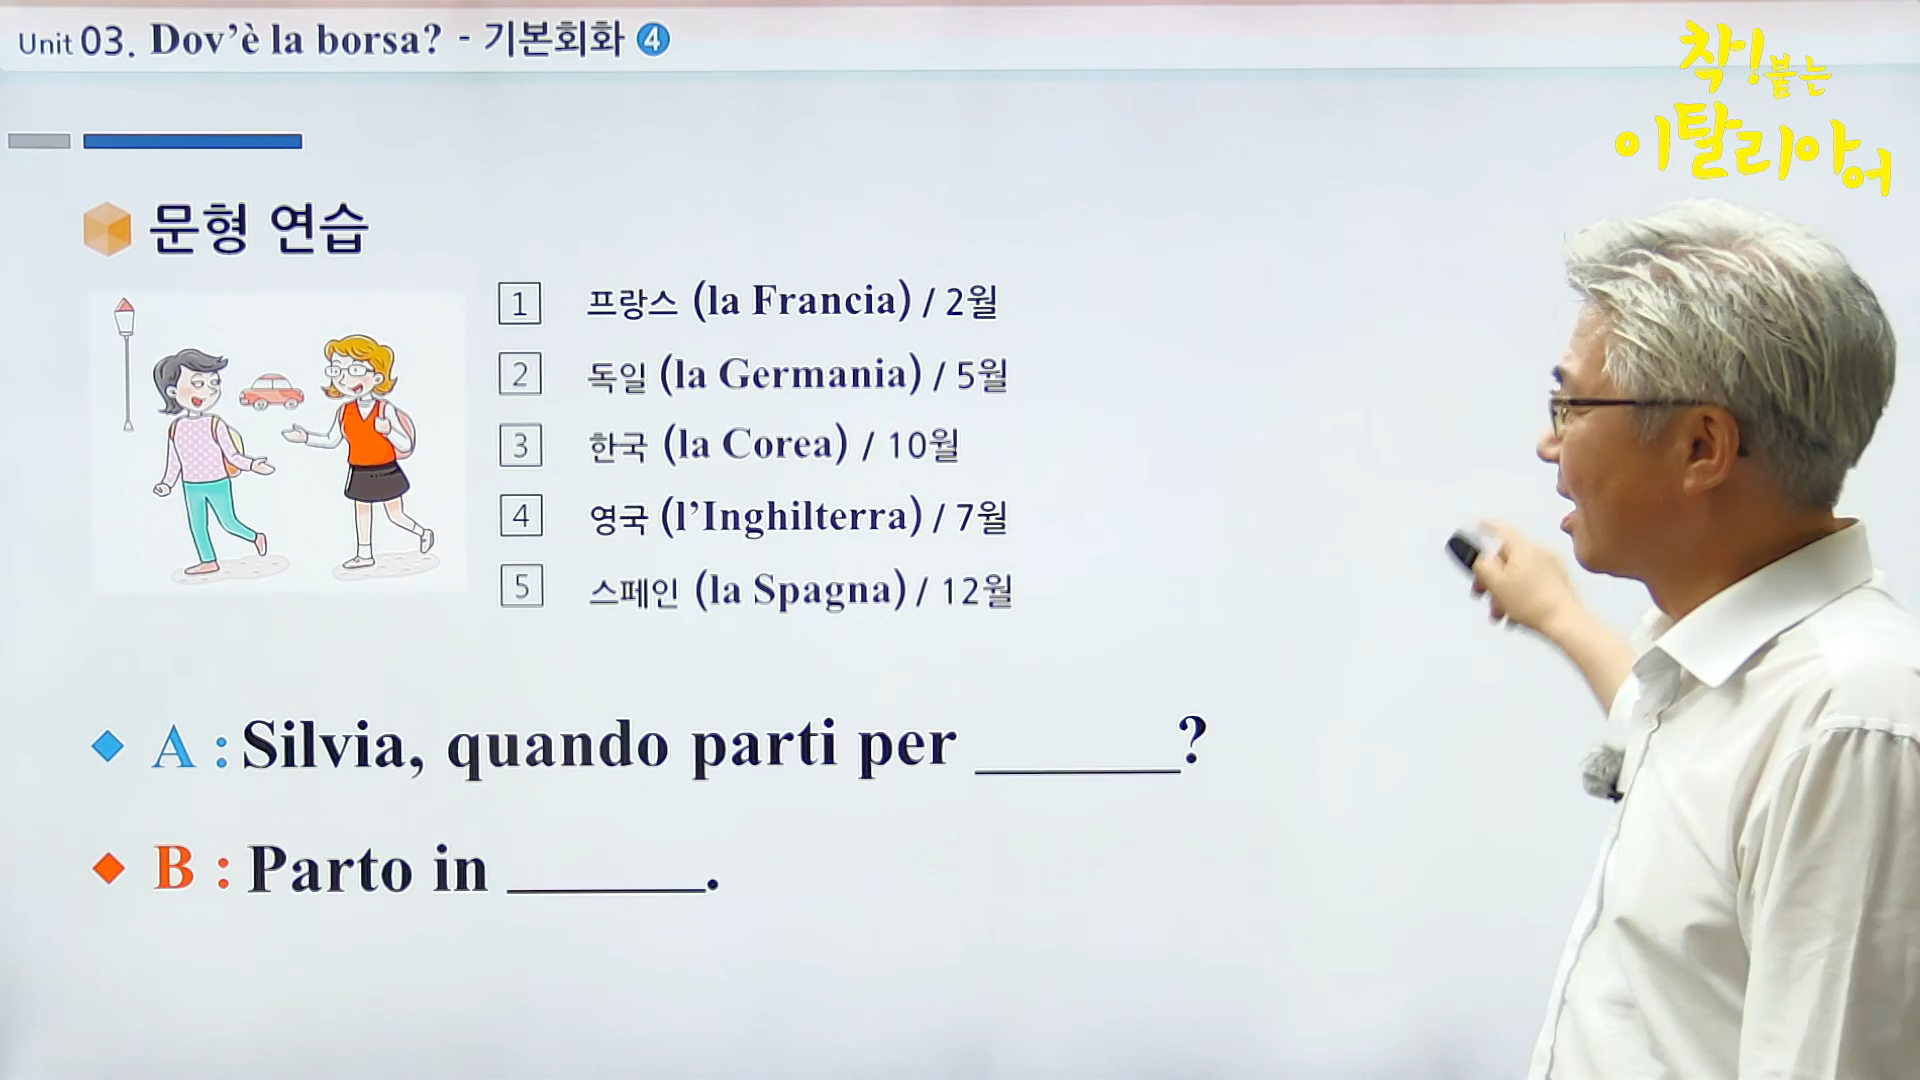 Unit 03. Dov'è la borsa? - 기본회화 4
착! 붙는
이탈리아어
문형 연습
1 프랑스 (la Francia) / 2월
2 독일 (la Germania) / 5월
3 한국 (la Corea) / 10월
4 영국 (l'Inghilterra) / 7월
5 스페인 (la Spagna) / 12월
A : Silvia, quando parti per ______?
B : Parto in ______.